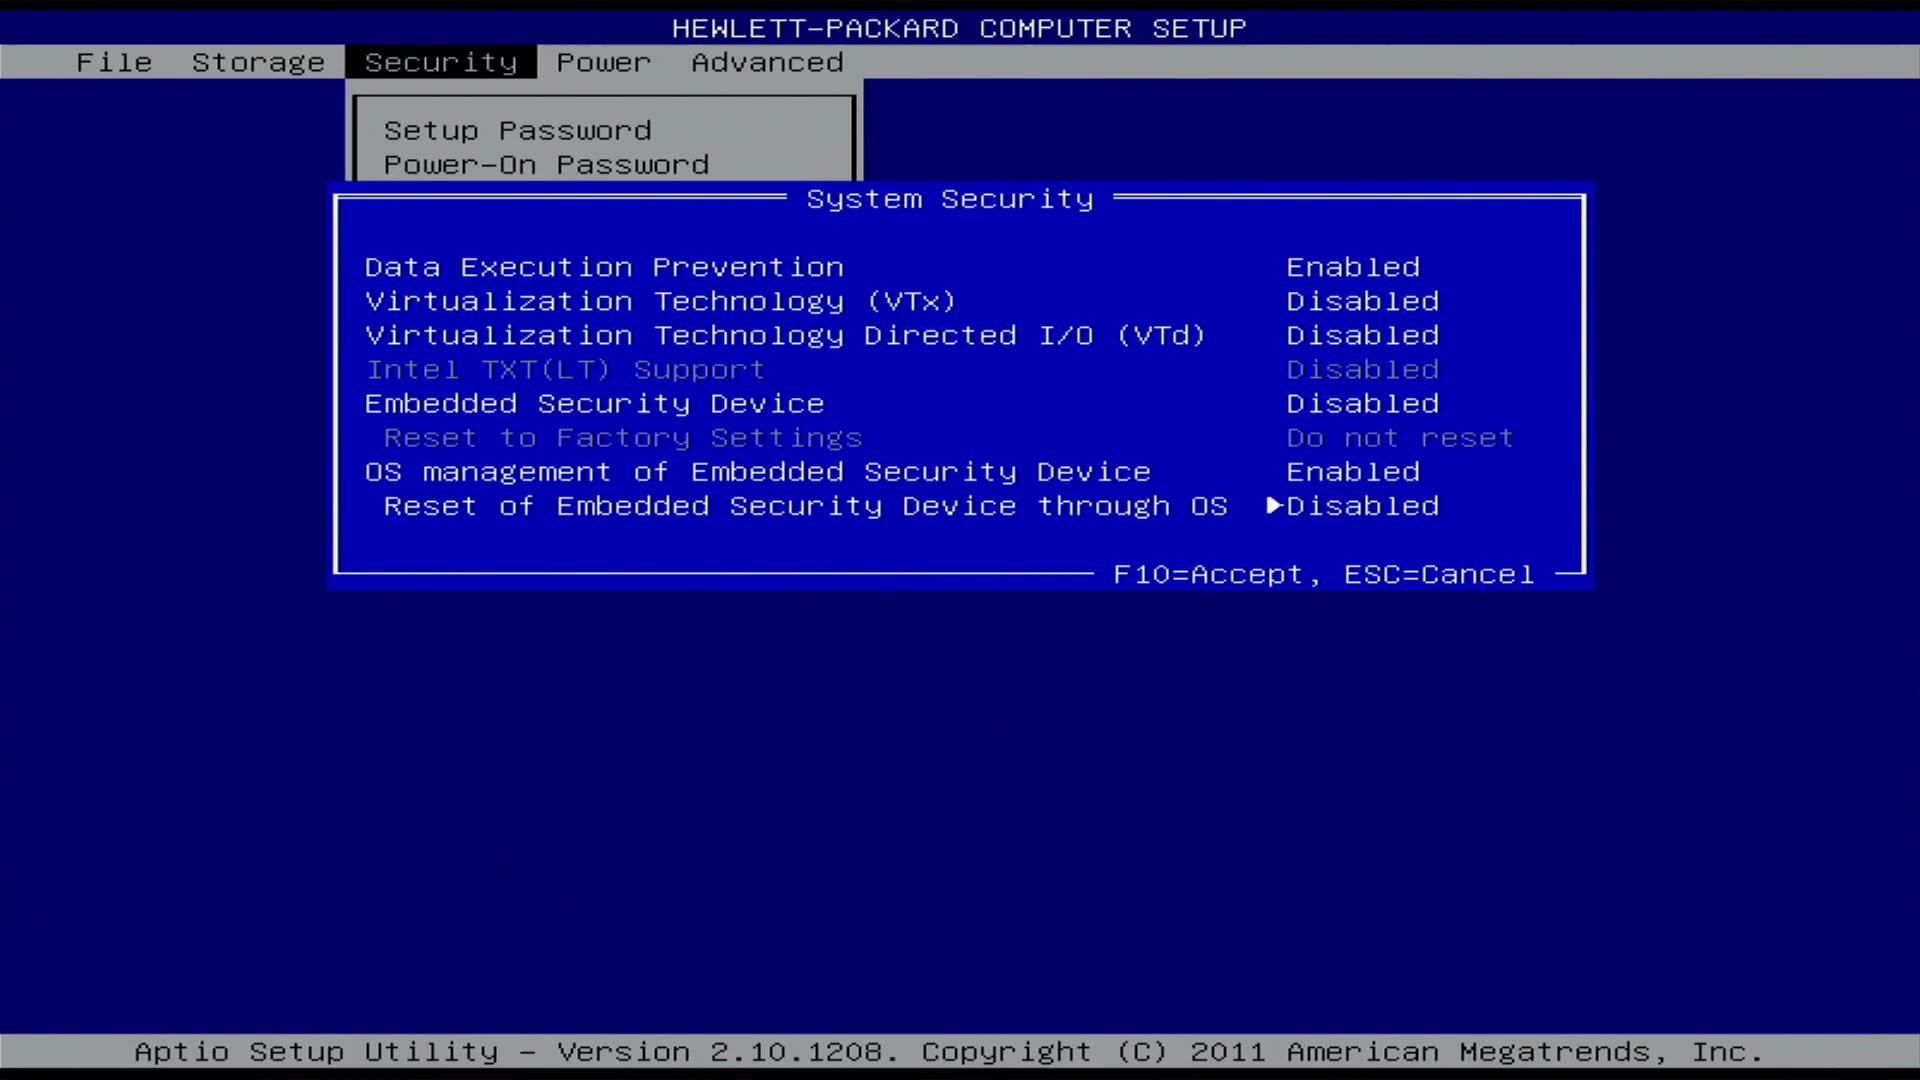 HEWLETT-PACKARD COMPUTER SETUP
File Storage Security Power Advanced
Setup Password
Power-On Password
System Security
Data Execution Prevention Enabled
Virtualization Technology (VTx) Disabled
Virtualization Technology Directed I/O (VTd) Disabled
Intel TXT(LT) Support Disabled
Embedded Security Device Disabled
Reset to Factory Settings Do not reset
OS management of Embedded Security Device Enabled
Reset of Embedded Security Device through OS ▶Disabled
F10=Accept, ESC=Cancel
Aptio Setup Utility - Version 2.10.1208. Copyright (C) 2011 American Megatrends, Inc.